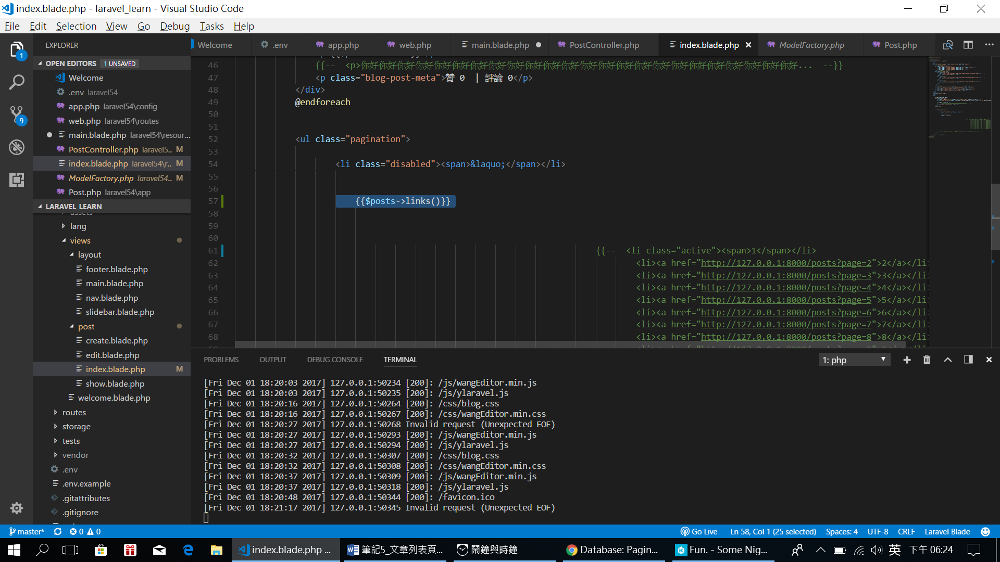 index.blade.php - laravel_learn - Visual Studio Code
File Edit Selection View Go Debug Tasks Help
EXPLORER
Welcome .env app.php web.php main.blade.php PostController.php index.blade.php ModelFactory.php Post.php
1
9
OPEN EDITORS 1 UNSAVED
Welcome
.env laravel54
app.php laravel54\config
web.php laravel54\routes
main.blade.php laravel54\resour...
PostController.php laravel5.. M
index.blade.php laravel54\r... M
ModelFactory.php laravel54.. M
Post.php laravel54\app
LARAVEL_LEARN
assets
lang
views
layout
footer.blade.php
main.blade.php
nav.blade.php
slidebar.blade.php
post
create.blade.php
edit.blade.php
index.blade.php M
show.blade.php
welcome.blade.php
routes
storage
tests
vendor
.env
.env.example
.gitattributes
.gitignore
46 {{-- <p>你好你好你好你好你好你好你好你好你好你好你好你好你好你好你好你好你好你好你好你好你好你好你好你好你好... --}}
47 <p class="blog-post-meta">贊 0 | 評論 0</p>
48 </div>
49 @endforeach
50
51
52 <ul class="pagination">
53
54 <li class="disabled"><span>&laquo;</span></li>
55
56
57 {{$posts->links()}}
58
59
60
61 {{-- <li class="active"><span>1</span></li>
62 <li><a href="http://127.0.0.1:8000/posts?page=2">2</a></li>
63 <li><a href="http://127.0.0.1:8000/posts?page=3">3</a></li>
64 <li><a href="http://127.0.0.1:8000/posts?page=4">4</a></li>
65 <li><a href="http://127.0.0.1:8000/posts?page=5">5</a></li>
66 <li><a href="http://127.0.0.1:8000/posts?page=6">6</a></li>
67 <li><a href="http://127.0.0.1:8000/posts?page=7">7</a></li>
68 <li><a href="http://127.0.0.1:8000/posts?page=8">8</a></li>
PROBLEMS OUTPUT DEBUG CONSOLE TERMINAL 1: php
[Fri Dec 01 18:20:03 2017] 127.0.0.1:50234 [200]: /js/wangEditor.min.js
[Fri Dec 01 18:20:03 2017] 127.0.0.1:50235 [200]: /js/ylaravel.js
[Fri Dec 01 18:20:16 2017] 127.0.0.1:50264 [200]: /css/blog.css
[Fri Dec 01 18:20:16 2017] 127.0.0.1:50267 [200]: /css/wangEditor.min.css
[Fri Dec 01 18:20:27 2017] 127.0.0.1:50268 Invalid request (Unexpected EOF)
[Fri Dec 01 18:20:27 2017] 127.0.0.1:50293 [200]: /js/wangEditor.min.js
[Fri Dec 01 18:20:27 2017] 127.0.0.1:50294 [200]: /js/ylaravel.js
[Fri Dec 01 18:20:32 2017] 127.0.0.1:50307 [200]: /css/blog.css
[Fri Dec 01 18:20:32 2017] 127.0.0.1:50308 [200]: /css/wangEditor.min.css
[Fri Dec 01 18:20:37 2017] 127.0.0.1:50309 [200]: /js/wangEditor.min.js
[Fri Dec 01 18:20:37 2017] 127.0.0.1:50318 [200]: /js/ylaravel.js
[Fri Dec 01 18:20:48 2017] 127.0.0.1:50344 [200]: /favicon.ico
[Fri Dec 01 18:21:17 2017] 127.0.0.1:50345 Invalid request (Unexpected EOF)
master* 0 0 Go Live Ln 58, Col 1 (25 selected) Spaces: 4 UTF-8 CRLF Laravel Blade
index.blade.php ... 筆記5_文章列表頁... 鬧鐘與時鐘 Database: Pagin... Fun. - Some Nig... 英 下午 06:24